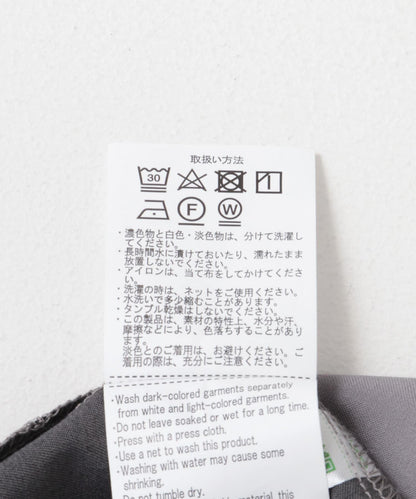 取扱い方法
30
F W
・濃色物と白色・淡色物は、分けて洗濯し
てください。
・長時間水に漬けておいたり、濡れたまま
放置しないでください。
・アイロンは、当て布をしてかけてくださ
い。
・洗濯の時は、ネットをご使用ください。
・水洗いで多少縮むことがあります。
・タンブル乾燥はしないでください。
・この製品は、素材の特性上、水分や汗、
摩擦などにより、色落ちすることがありま
す。
淡色とのご着用は、お避けください。ご
着用の際は、充分にご注意ください。
・Wash dark-colored garments separately
from white and light-colored garments.
・Do not leave soaked or wet for a long time.
・Press with a press cloth.
・Use a net to wash this product.
・Washing with water may cause some
shrinking.
・Do not tumble dry.